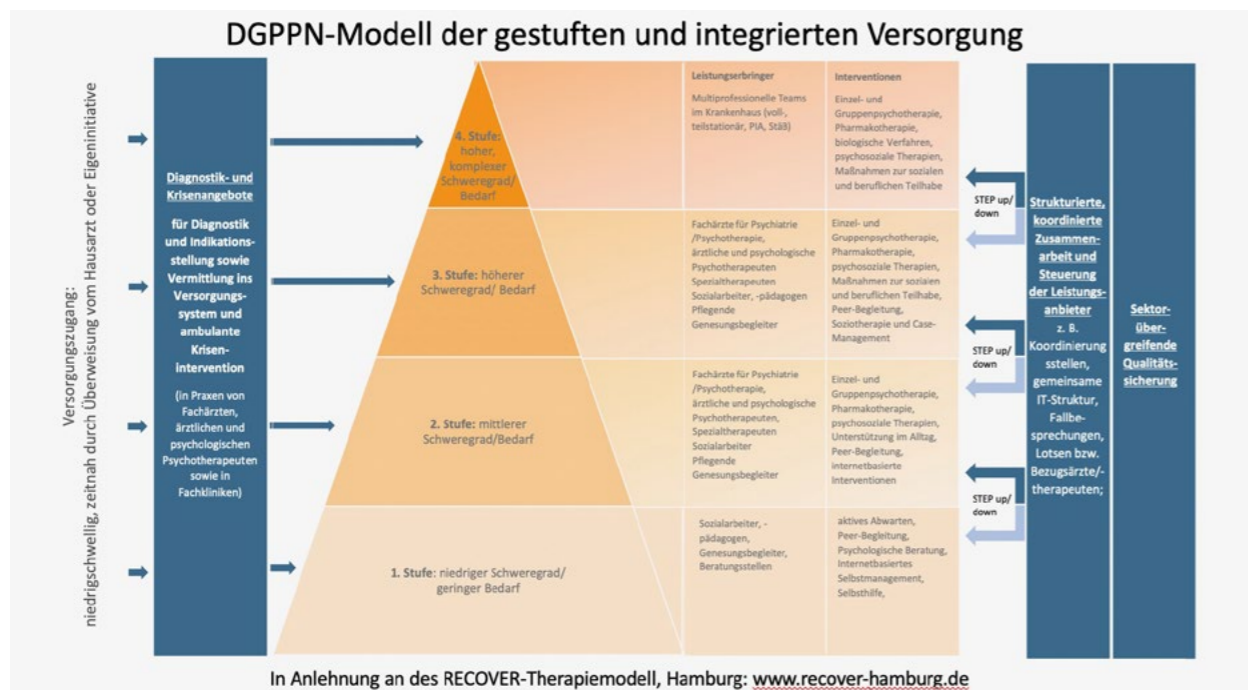 DGPPN-Modell der gestuften und integrierten Versorgung
Versorgungszugang:
niedrigschwellig, zeitnah durch Überweisung vom Hausarzt oder Eigeninitiative
Diagnostik- und
Krisenangebote
für Diagnostik
und Indikations-
stellung sowie
Vermittlung ins
Versorgungs-
system und
ambulante
Krisen-
intervention
(in Praxen von
Fachärzten,
ärztlichen und
psychologischen
Psychotherapeuten
sowie in
Fachkliniken)
4. Stufe:
hoher,
komplexer
Schweregrad/
Bedarf
Leistungserbringer
Multiprofessionelle Teams
im Krankenhaus (voll-,
teilstationär, PIA, StäB)
Interventionen
Einzel- und
Gruppenpsychotherapie,
Pharmakotherapie,
biologische Verfahren,
psychosoziale Therapien,
Maßnahmen zur sozialen
und beruflichen Teilhabe
3. Stufe: höherer
Schweregrad/ Bedarf
Fachärzte für Psychiatrie
/Psychotherapie,
ärztliche und psychologische
Psychotherapeuten
Spezialtherapeuten
Sozialarbeiter, -pädagogen
Pflegende
Genesungsbegleiter
Einzel- und
Gruppenpsychotherapie,
Pharmakotherapie,
psychosoziale Therapien,
Maßnahmen zur sozialen
und beruflichen Teilhabe,
Peer-Begleitung,
Soziotherapie und Case-
Management
2. Stufe: mittlerer
Schweregrad/Bedarf
Fachärzte für Psychiatrie
/Psychotherapie,
ärztliche und psychologische
Psychotherapeuten,
Spezialtherapeuten
Sozialarbeiter
Pflegende
Genesungsbegleiter
Einzel- und
Gruppenpsychotherapie,
Pharmakotherapie,
psychosoziale Therapien,
Unterstützung im Alltag,
Peer-Begleitung,
internetbasierte
Interventionen
1. Stufe: niedriger Schweregrad/
geringer Bedarf
Sozialarbeiter, -
pädagogen,
Genesungsbegleiter,
Beratungsstellen
aktives Abwarten,
Peer-Begleitung,
Psychologische Beratung,
Internetbasiertes
Selbstmanagement,
Selbsthilfe,
STEP up/
down
STEP up/
down
STEP up/
down
Strukturierte,
koordinierte
Zusammen-
arbeit und
Steuerung
der Leistungs-
anbieter
z. B.
Koordinierung
sstellen,
gemeinsame
IT-Struktur,
Fallbe-
sprechungen,
Lotsen bzw.
Bezugsärzte/-
therapeuten;
Sektor-
über-
greifende
Qualitäts-
sicherung
In Anlehnung an des RECOVER-Therapiemodell, Hamburg: www.recover-hamburg.de